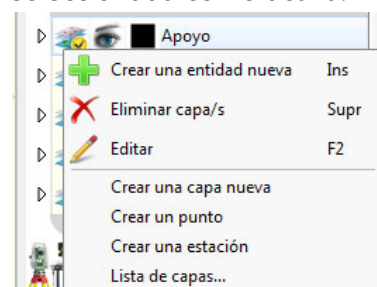 Apoyo
Crear una entidad nueva Ins
Eliminar capa/s Supr
Editar F2
Crear una capa nueva
Crear un punto
Crear una estación
Lista de capas...